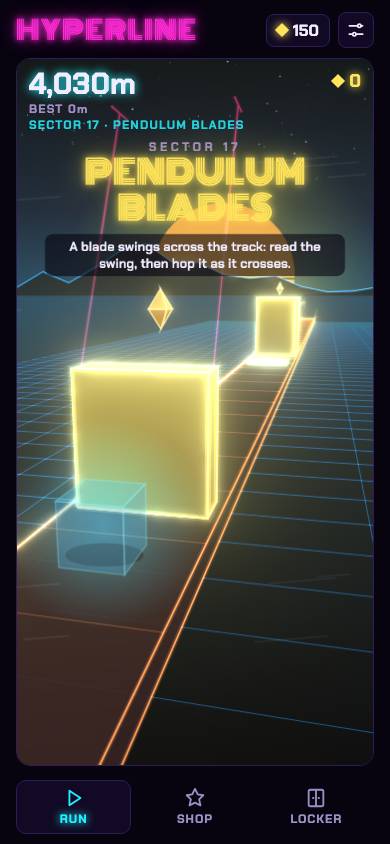 HYPERLINE
150
4,030m
0
BEST 0m
SECTOR 17 · PENDULUM BLADES
SECTOR 17
PENDULUM
BLADES
A blade swings across the track: read the
swing, then hop it as it crosses.
RUN
SHOP
LOCKER